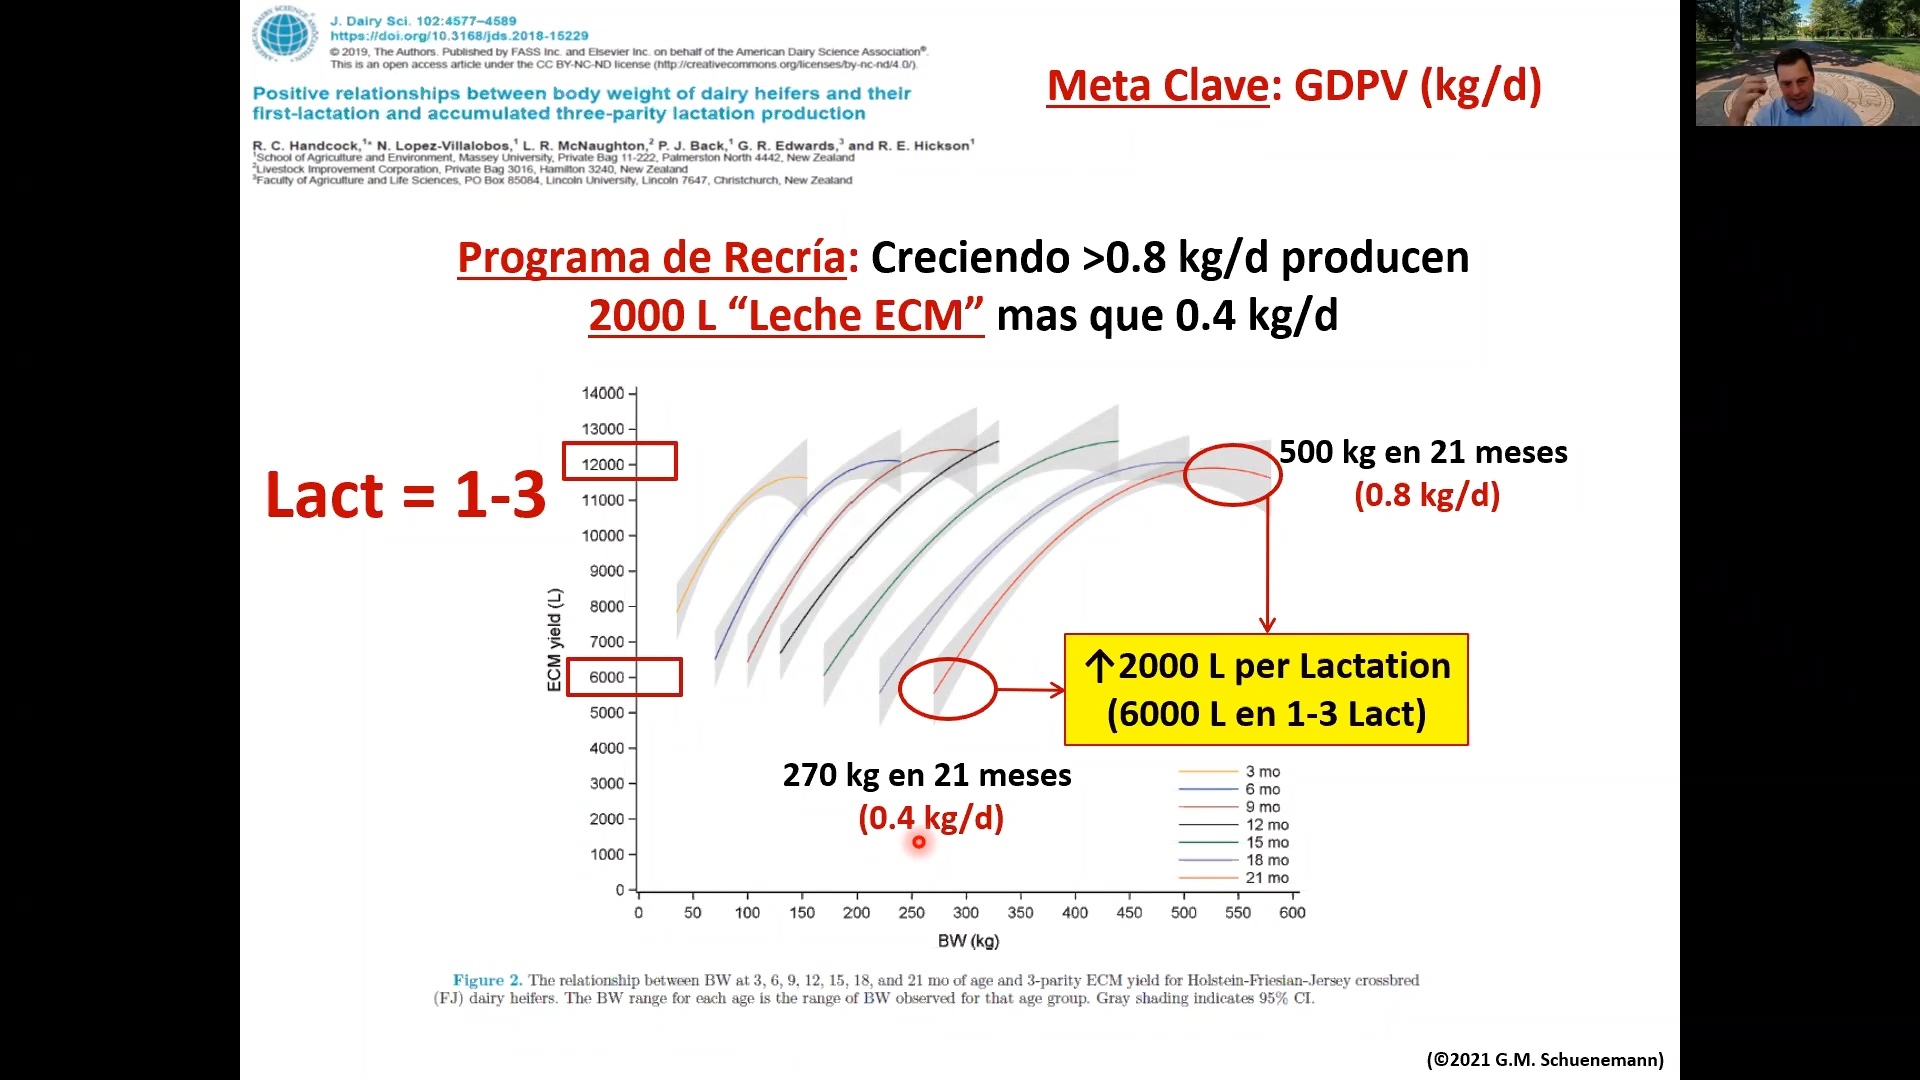 J. Dairy Sci. 102:4577–4589
https://doi.org/10.3168/jds.2018-15229
© 2019, The Authors. Published by FASS Inc. and Elsevier Inc. on behalf of the American Dairy Science Association®.
This is an open access article under the CC BY-NC-ND license (http://creativecommons.org/licenses/by-nc-nd/4.0/).
Positive relationships between body weight of dairy heifers and their
first-lactation and accumulated three-parity lactation production
R. C. Handcock,¹* N. Lopez-Villalobos,¹ L. R. McNaughton,² P. J. Back,¹ G. R. Edwards,³ and R. E. Hickson¹
¹School of Agriculture and Environment, Massey University, Private Bag 11-222, Palmerston North 4442, New Zealand
²Livestock Improvement Corporation, Private Bag 3016, Hamilton 3240, New Zealand
³Faculty of Agriculture and Life Sciences, PO Box 85084, Lincoln University, Lincoln 7647, Christchurch, New Zealand
Meta Clave: GDPV (kg/d)
Programa de Recría: Creciendo >0.8 kg/d producen
2000 L “Leche ECM” mas que 0.4 kg/d
Lact = 1-3
ECM yield (L)
14000
13000
12000
11000
10000
9000
8000
7000
6000
5000
4000
3000
2000
1000
0
500 kg en 21 meses
(0.8 kg/d)
↑2000 L per Lactation
(6000 L en 1-3 Lact)
270 kg en 21 meses
(0.4 kg/d)
3 mo
6 mo
9 mo
12 mo
15 mo
18 mo
21 mo
0 50 100 150 200 250 300 350 400 450 500 550 600
BW (kg)
Figure 2. The relationship between BW at 3, 6, 9, 12, 15, 18, and 21 mo of age and 3-parity ECM yield for Holstein-Friesian-Jersey crossbred
(FJ) dairy heifers. The BW range for each age is the range of BW observed for that age group. Gray shading indicates 95% CI.
(©2021 G.M. Schuenemann)